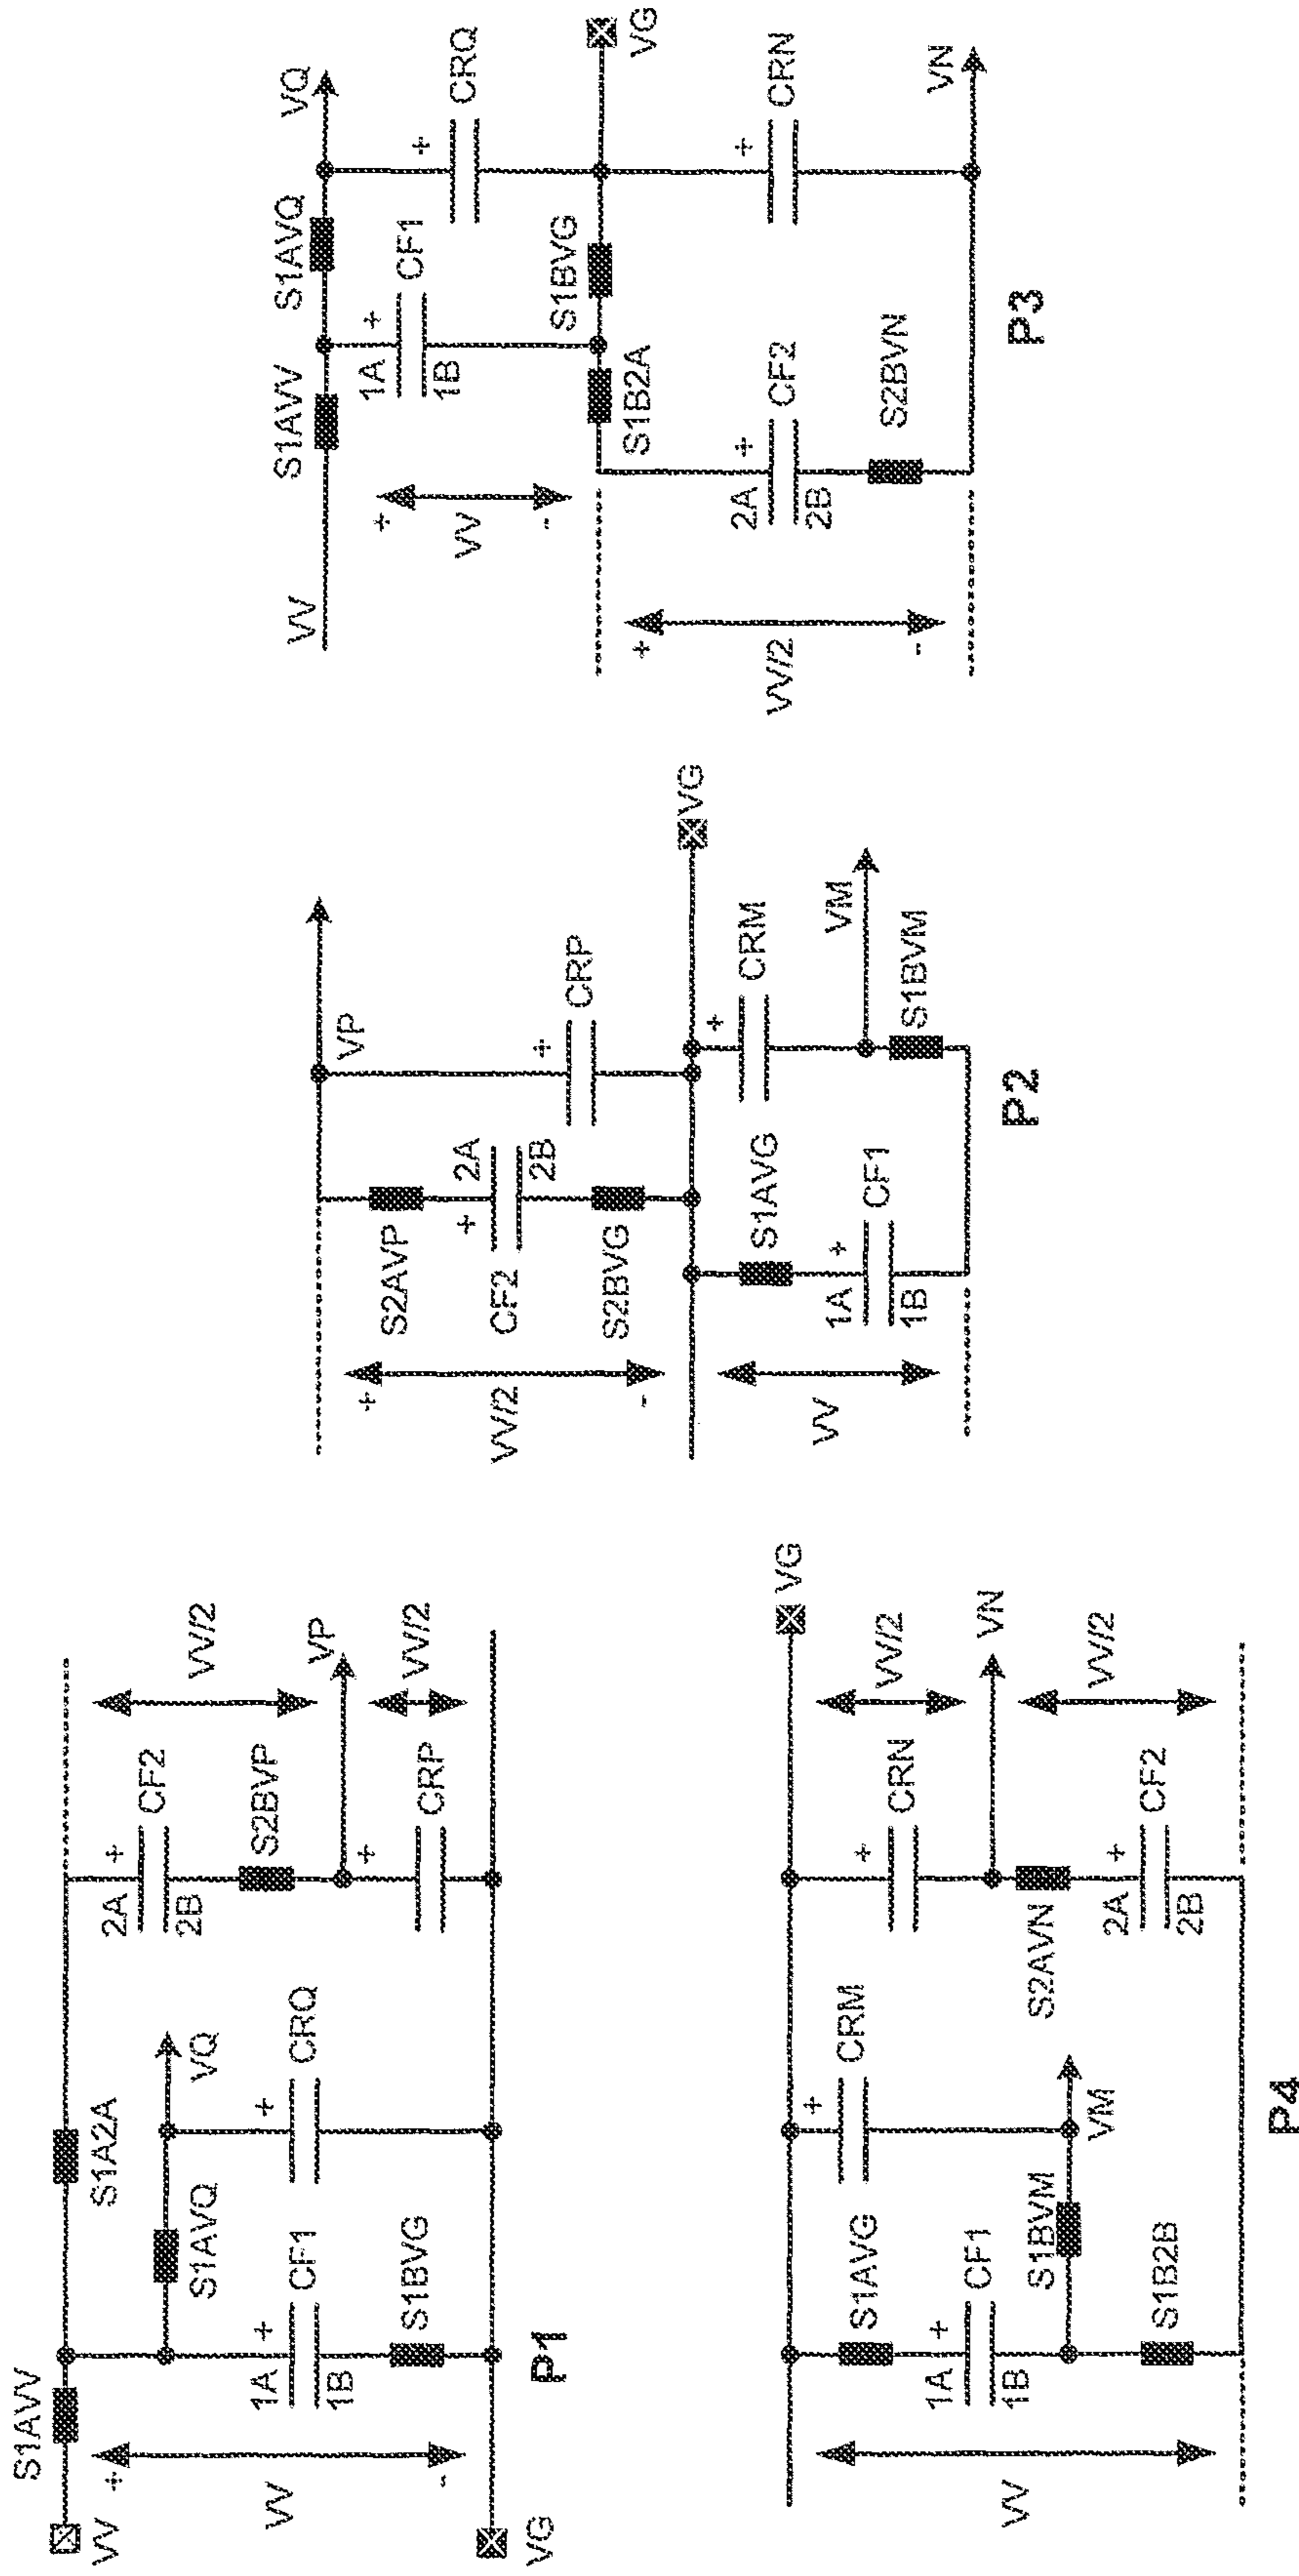 S1AVV
S1A2A
VV
+
VV
-
VG
S1AVQ
VQ
1A
+
CF1
1B
S1BVG
+
CRQ
2A
+
CF2
2B
S2BVP
VP
+
CRP
VV/2
VV/2
P1
VP
S2AVP
+
2A
2B
CF2
S2BVG
+
CRP
+
VV/2
-
VG
S1AVG
1A
+
CF1
1B
+
CRM
VM
S1BVM
VV
P2
VV
S1AVV
S1AVQ
VQ
1A
+
CF1
1B
+
CRQ
+
VV
-
S1B2A
S1BVG
VG
2A
+
CF2
2B
S2BVN
+
CRN
VN
+
VV/2
-
P3
VG
S1AVG
1A
+
CF1
1B
S1BVM
S1B2B
+
CRM
VM
+
CRN
VN
S2AVN
2A
+
CF2
2B
VV
VV/2
VV/2
P4